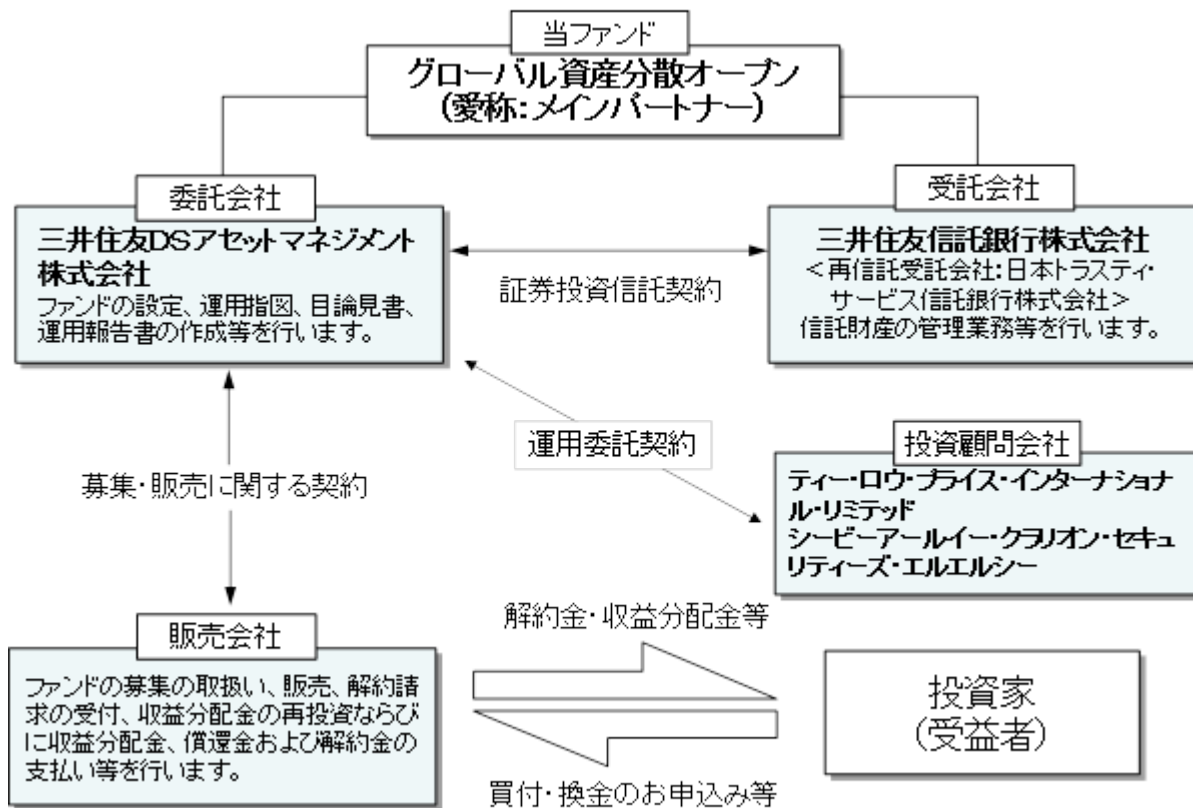 当ファンド
グローバル資産分散オープン
(愛称:メインパートナー)
委託会社
三井住友DSアセットマネジメント
株式会社
ファンドの設定、運用指図、目論見書、
運用報告書の作成等を行います。
証券投資信託契約
受託会社
三井住友信託銀行株式会社
<再信託受託会社:日本トラスティ・
サービス信託銀行株式会社>
信託財産の管理業務等を行います。
運用委託契約
投資顧問会社
ティー・ロウ・プライス・インターナショナ
ル・リミテッド
シービーアールイー・クラリオン・セキュ
リティーズ・エルエルシー
募集・販売に関する契約
販売会社
ファンドの募集の取扱い、販売、解約請
求の受付、収益分配金の再投資ならび
に収益分配金、償還金および解約金の
支払い等を行います。
解約金・収益分配金等
買付・換金のお申込み等
投資家
(受益者)